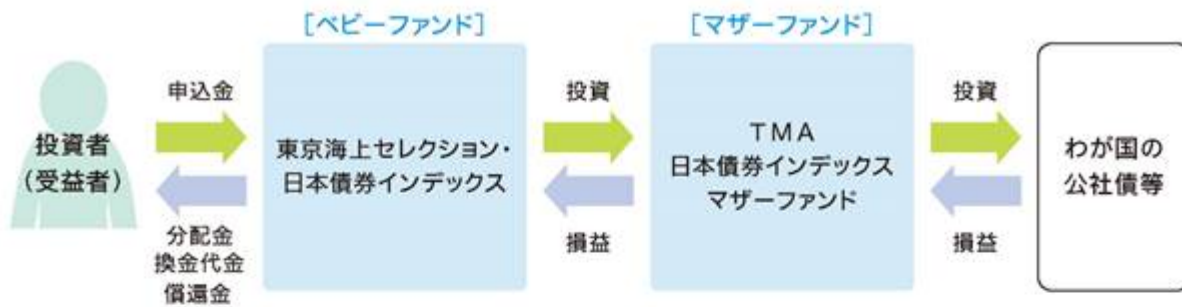 [ベビーファンド]
[マザーファンド]
投資者
(受益者)
申込金
分配金
換金代金
償還金
東京海上セレクション・
日本債券インデックス
投資
損益
TMA
日本債券インデックス
マザーファンド
投資
損益
わが国の
公社債等